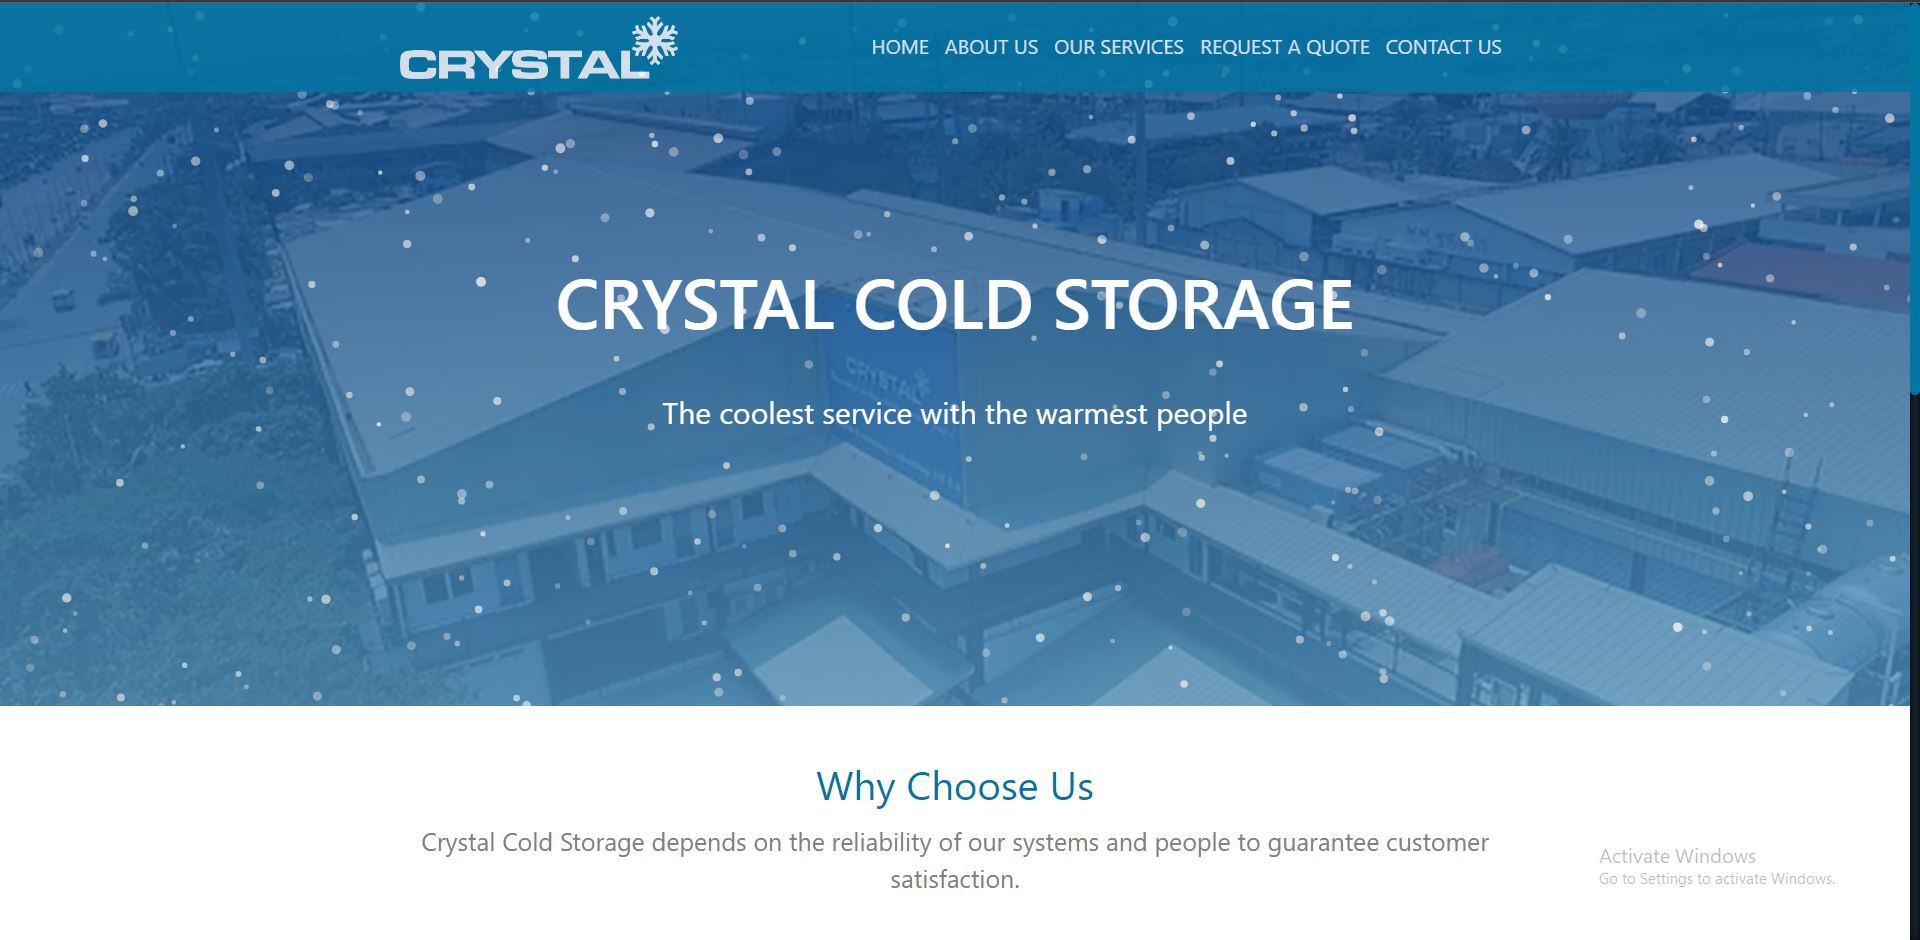 CRYSTAL
HOME ABOUT US OUR SERVICES REQUEST A QUOTE CONTACT US
CRYSTAL COLD STORAGE
CRYSTAL
The coolest service with the warmest people
Why Choose Us
Crystal Cold Storage depends on the reliability of our systems and people to guarantee customer
satisfaction.
Activate Windows
Go to Settings to activate Windows.